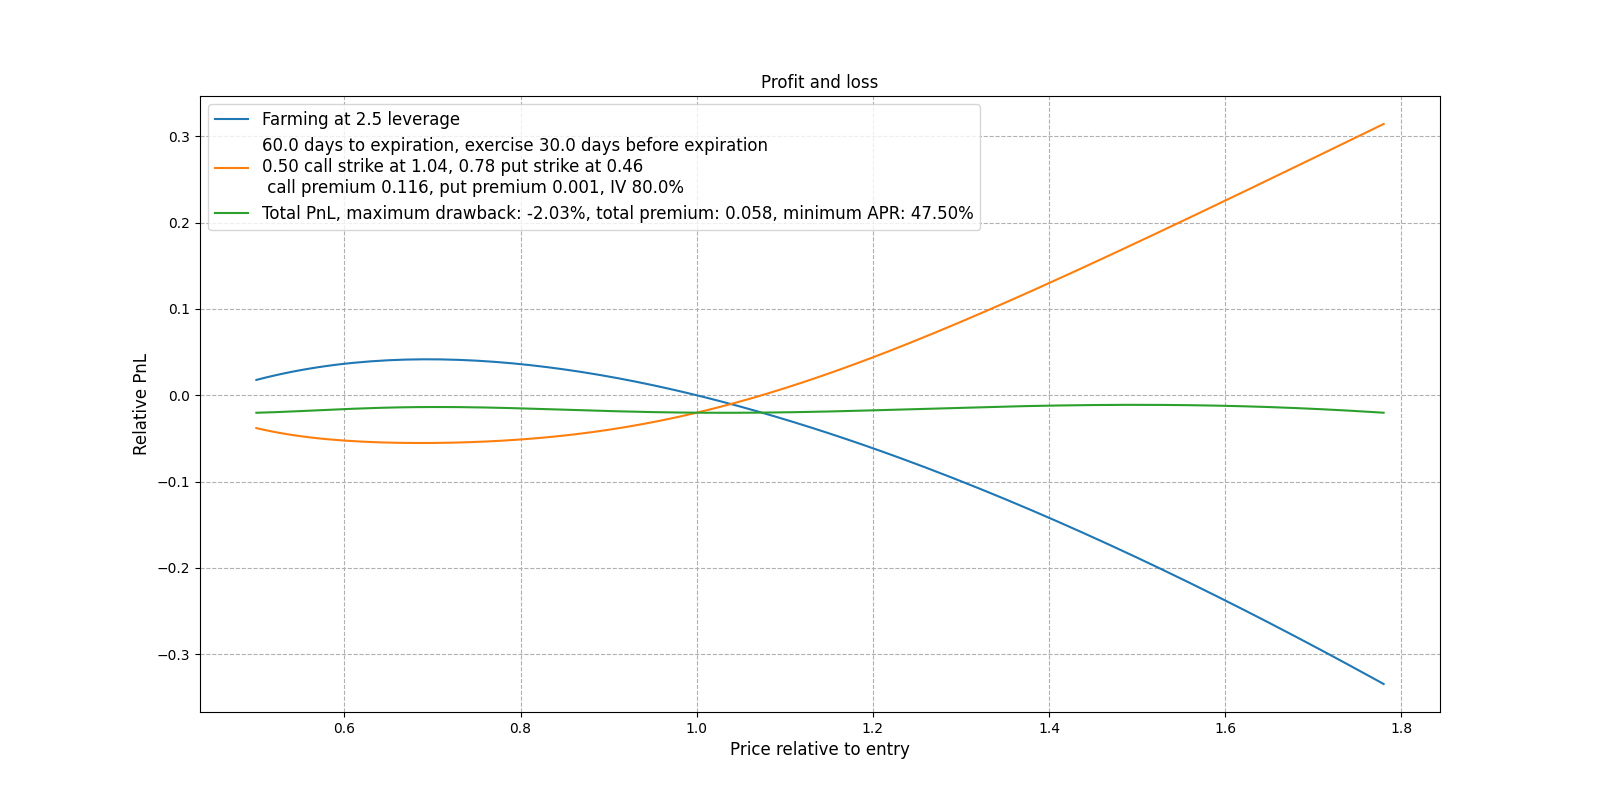 Profit and loss
Farming at 2.5 leverage
60.0 days to expiration, exercise 30.0 days before expiration
0.50 call strike at 1.04, 0.78 put strike at 0.46
call premium 0.116, put premium 0.001, IV 80.0%
Total PnL, maximum drawback: -2.03%, total premium: 0.058, minimum APR: 47.50%
Relative PnL
0.3
0.2
0.1
0.0
−0.1
−0.2
−0.3
0.6 0.8 1.0 1.2 1.4 1.6 1.8
Price relative to entry